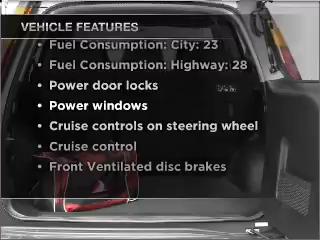 VEHICLE FEATURES
• Fuel Consumption: City: 23
• Fuel Consumption: Highway: 28
• Power door locks
• Power windows
• Cruise controls on steering wheel
• Cruise control
• Front Ventilated disc brakes